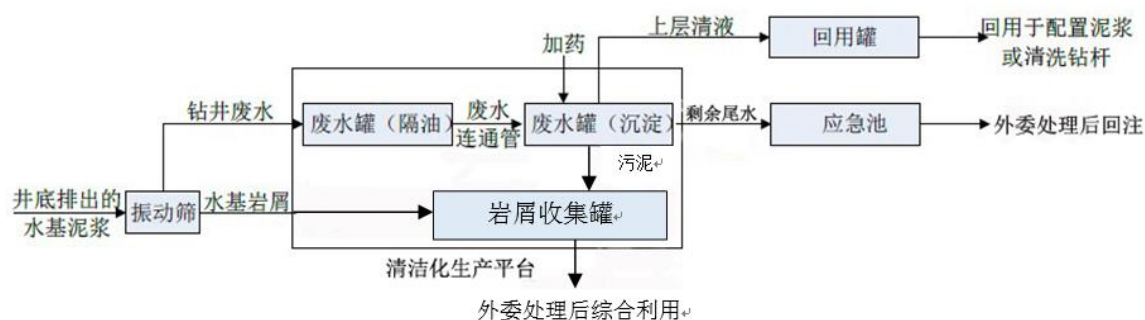 上层清液
回用罐
回用于配置泥浆
或清洗钻杆
加药
钻井废水
废水罐（隔油）
废水
连通管
废水罐（沉淀）
剩余尾水
应急池
外委处理后回注
污泥
井底排出的
水基泥浆
振动筛
水基岩屑
岩屑收集罐
清洁化生产平台
外委处理后综合利用